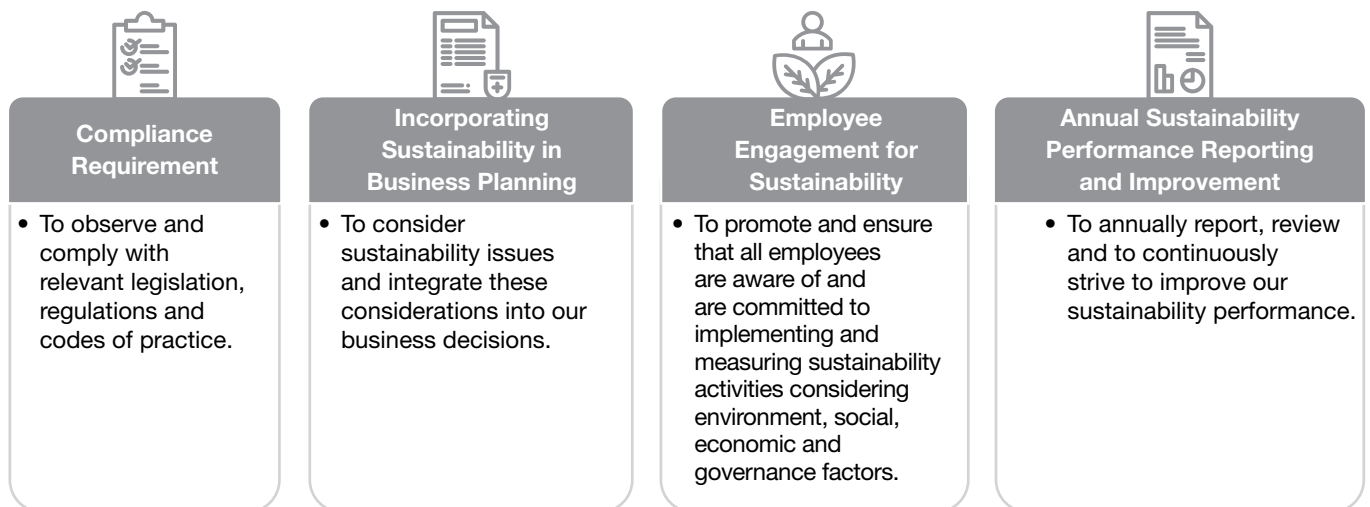 Compliance
Requirement
• To observe and
comply with
relevant legislation,
regulations and
codes of practice.
Incorporating
Sustainability in
Business Planning
• To consider
sustainability issues
and integrate these
considerations into our
business decisions.
Employee
Engagement for
Sustainability
• To promote and ensure
that all employees
are aware of and
are committed to
implementing and
measuring sustainability
activities considering
environment, social,
economic and
governance factors.
Annual Sustainability
Performance Reporting
and Improvement
• To annually report, review
and to continuously
strive to improve our
sustainability performance.